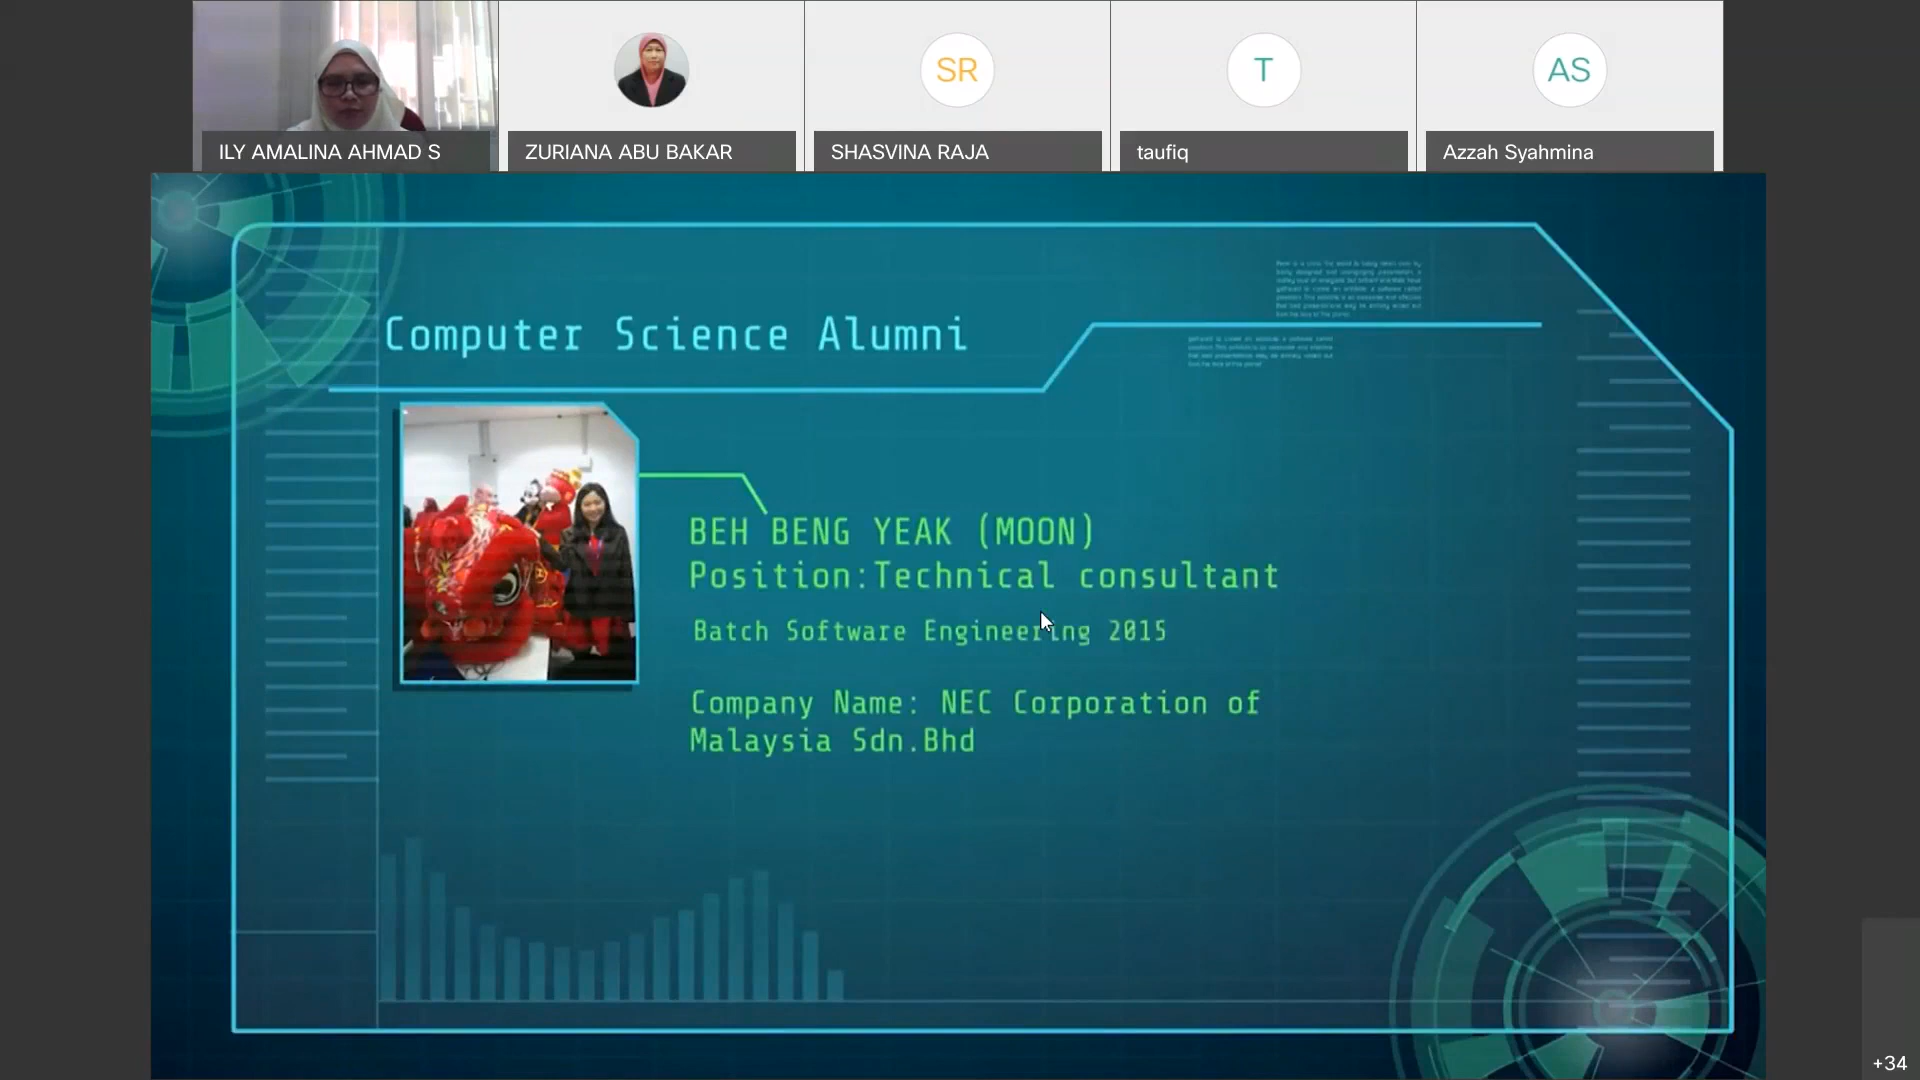 SR
T
AS
ILY AMALINA AHMAD S
ZURIANA ABU BAKAR
SHASVINA RAJA
taufiq
Azzah Syahmina
Computer Science Alumni
BEH BENG YEAK (MOON)
Position:Technical consultant
Batch Software Engineering 2015
Company Name: NEC Corporation of
Malaysia Sdn.Bhd
+34